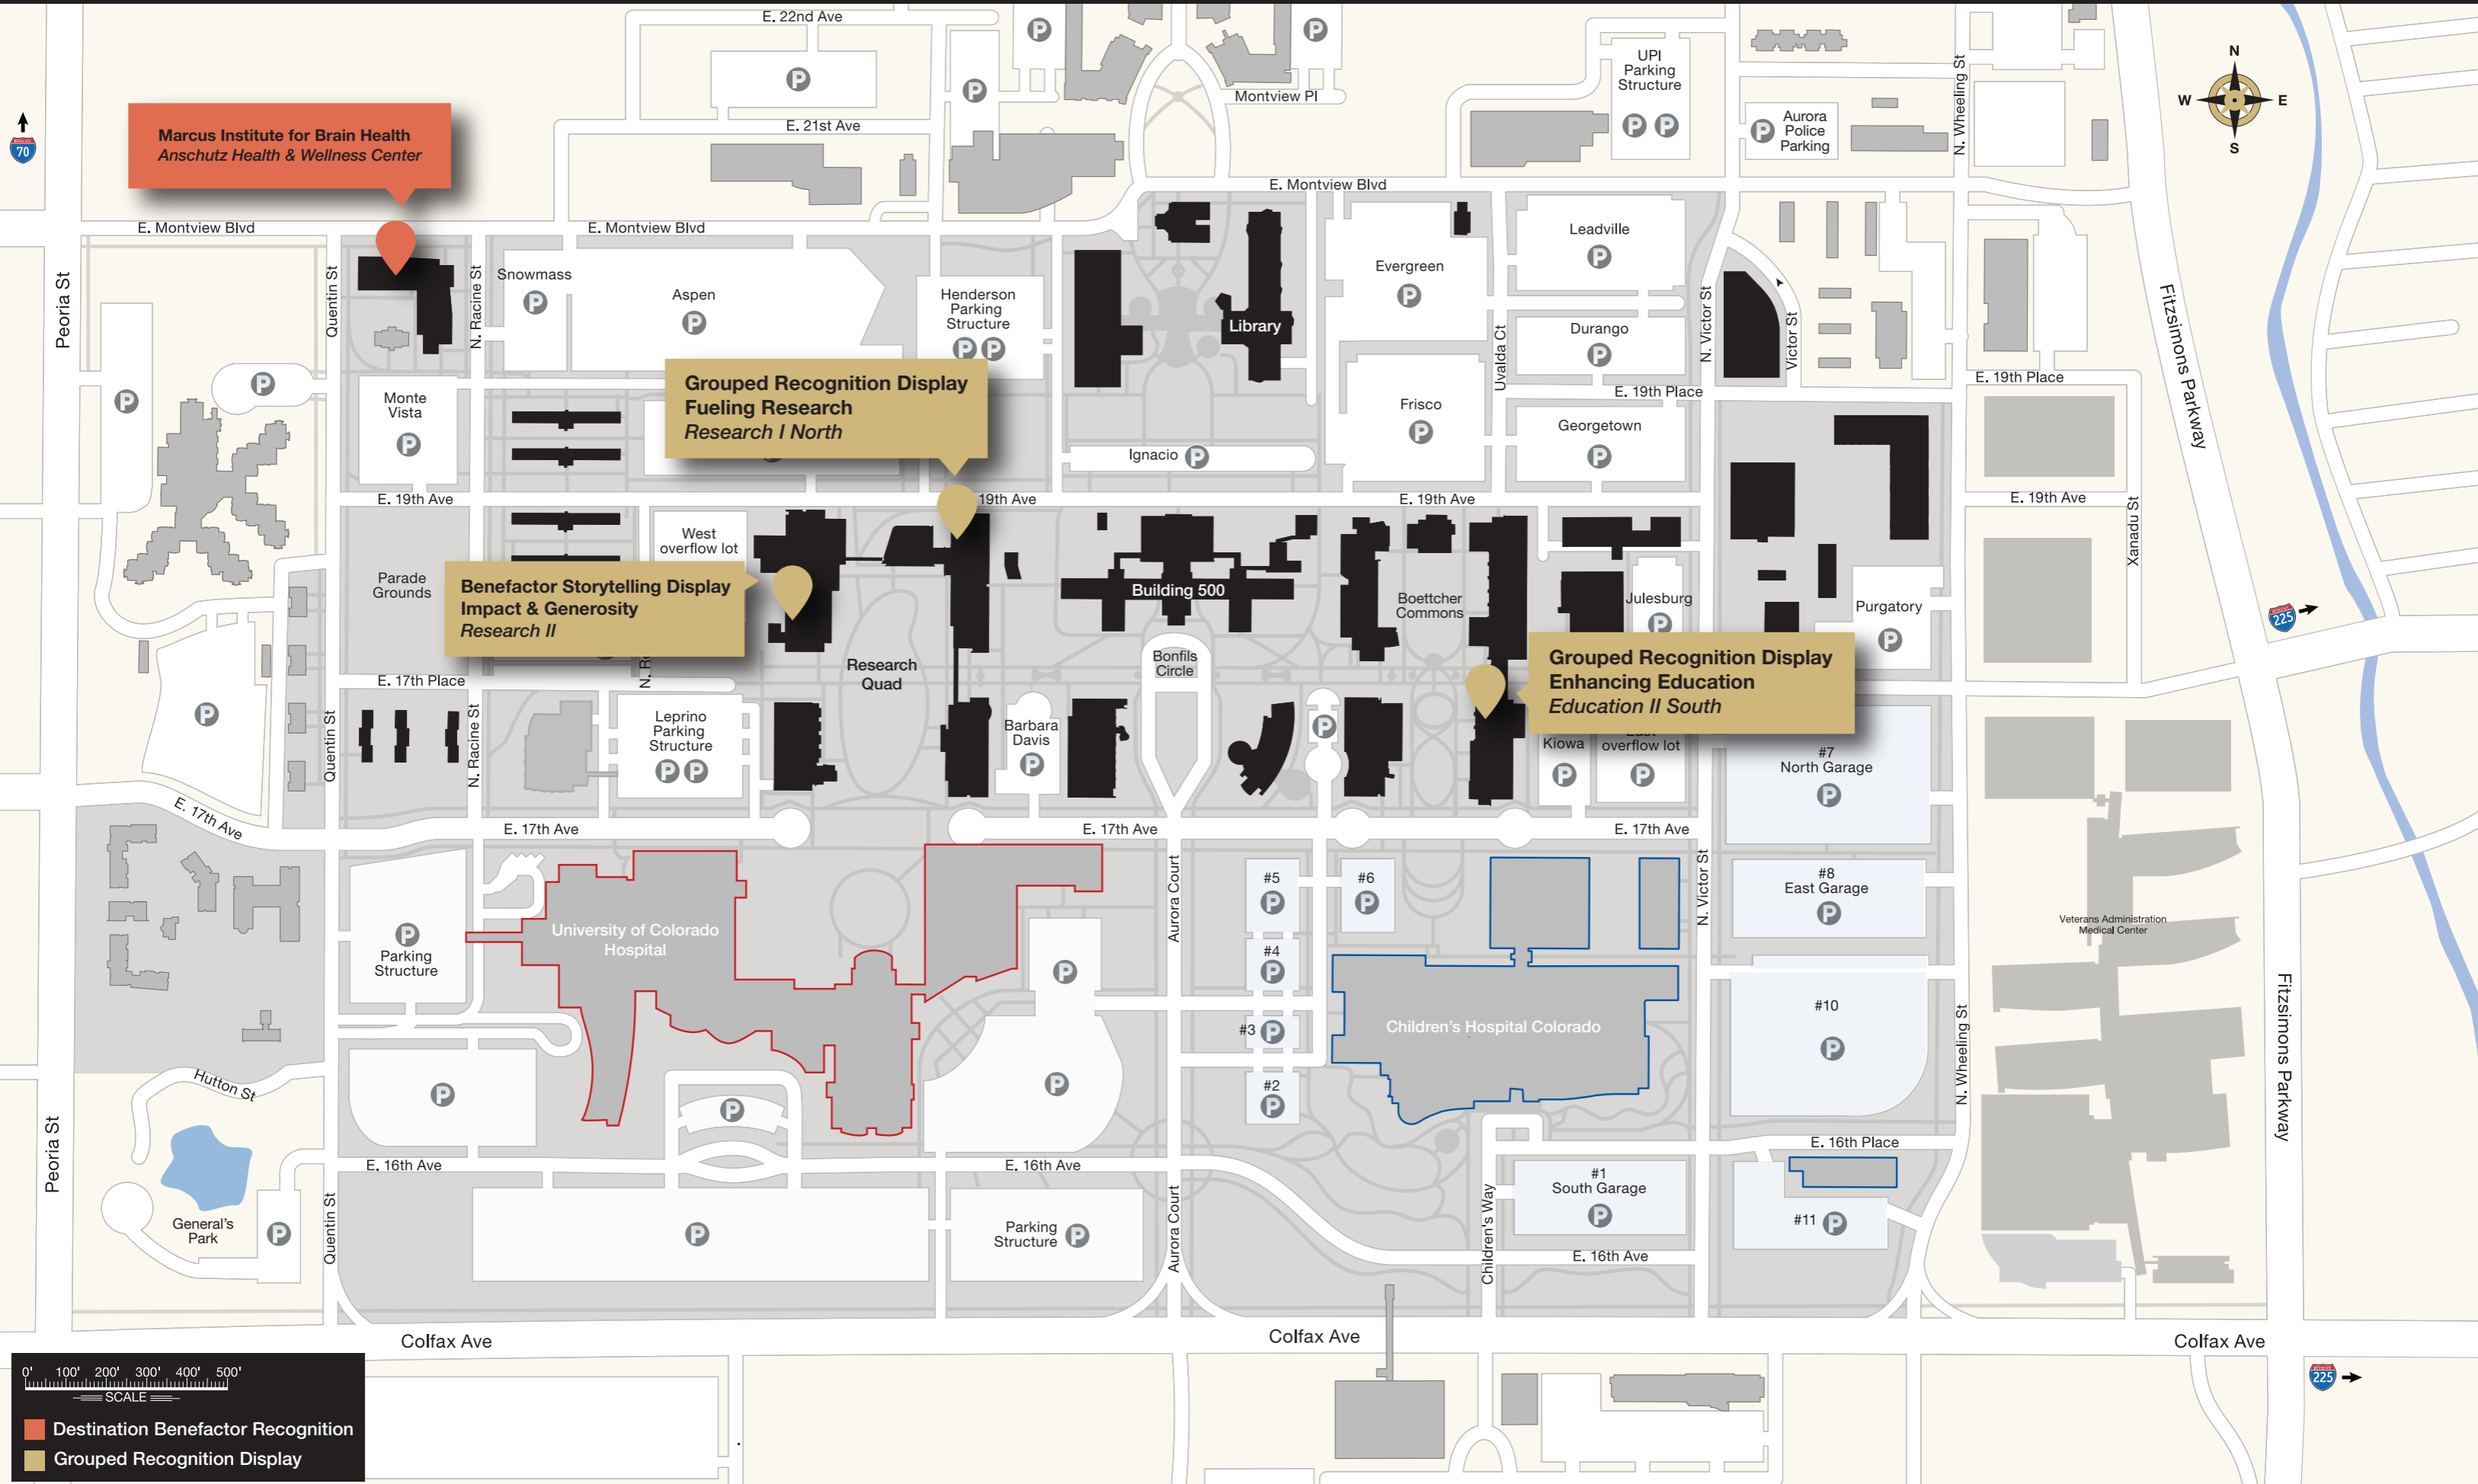 E. 22nd Ave
P
P
P
P
UPI
Parking
Structure
P P
N. Wheeling St
N
W E
S
Montview Pl
E. 21st Ave
P
Aurora
Police
Parking
70
Marcus Institute for Brain Health
Anschutz Health & Wellness Center
E. Montview Blvd
E. Montview Blvd
E. Montview Blvd
Peoria St
Quentin St
N. Racine St
Snowmass
P
Aspen
P
Henderson
Parking
Structure
P P
Library
Evergreen
P
Leadville
P
Durango
P
Uvalda Ct
N. Victor St
Victor St
Fitzsimons Parkway
E. 19th Place
E. 19th Place
P
P
Monte
Vista
P
Grouped Recognition Display
Fueling Research
Research I North
Frisco
P
Georgetown
P
Ignacio P
E. 19th Ave
19th Ave
E. 19th Ave
E. 19th Ave
Xanadu St
West
overflow lot
Parade
Grounds
Benefactor Storytelling Display
Impact & Generosity
Research II
Building 500
Boettcher
Commons
Julesburg
P
Purgatory
P
225
Research
Quad
Bonfils
Circle
Grouped Recognition Display
Enhancing Education
Education II South
E. 17th Place
P
Quentin St
N. Racine St
Leprino
Parking
Structure
P P
Barbara
Davis
P
P
Kiowa
P
overflow lot
P
#7
North Garage
P
E. 17th Ave
E. 17th Ave
E. 17th Ave
E. 17th Ave
Aurora Court
N. Victor St
#5
P
#6
P
#8
East Garage
P
Veterans Administration
Medical Center
University of Colorado
Hospital
P
Parking
Structure
P
#4
P
#3 P
#2
P
Children's Hospital Colorado
#10
P
N. Wheeling St
Fitzsimons Parkway
Hutton St
P
P
P
Peoria St
E. 16th Ave
E. 16th Ave
E. 16th Place
#1
South Garage
P
#11 P
General's
Park
P
Quentin St
P
Parking
Structure P
Aurora Court
Children's Way
E. 16th Ave
Colfax Ave
Colfax Ave
Colfax Ave
225
0' 100' 200' 300' 400' 500'
SCALE
Destination Benefactor Recognition
Grouped Recognition Display